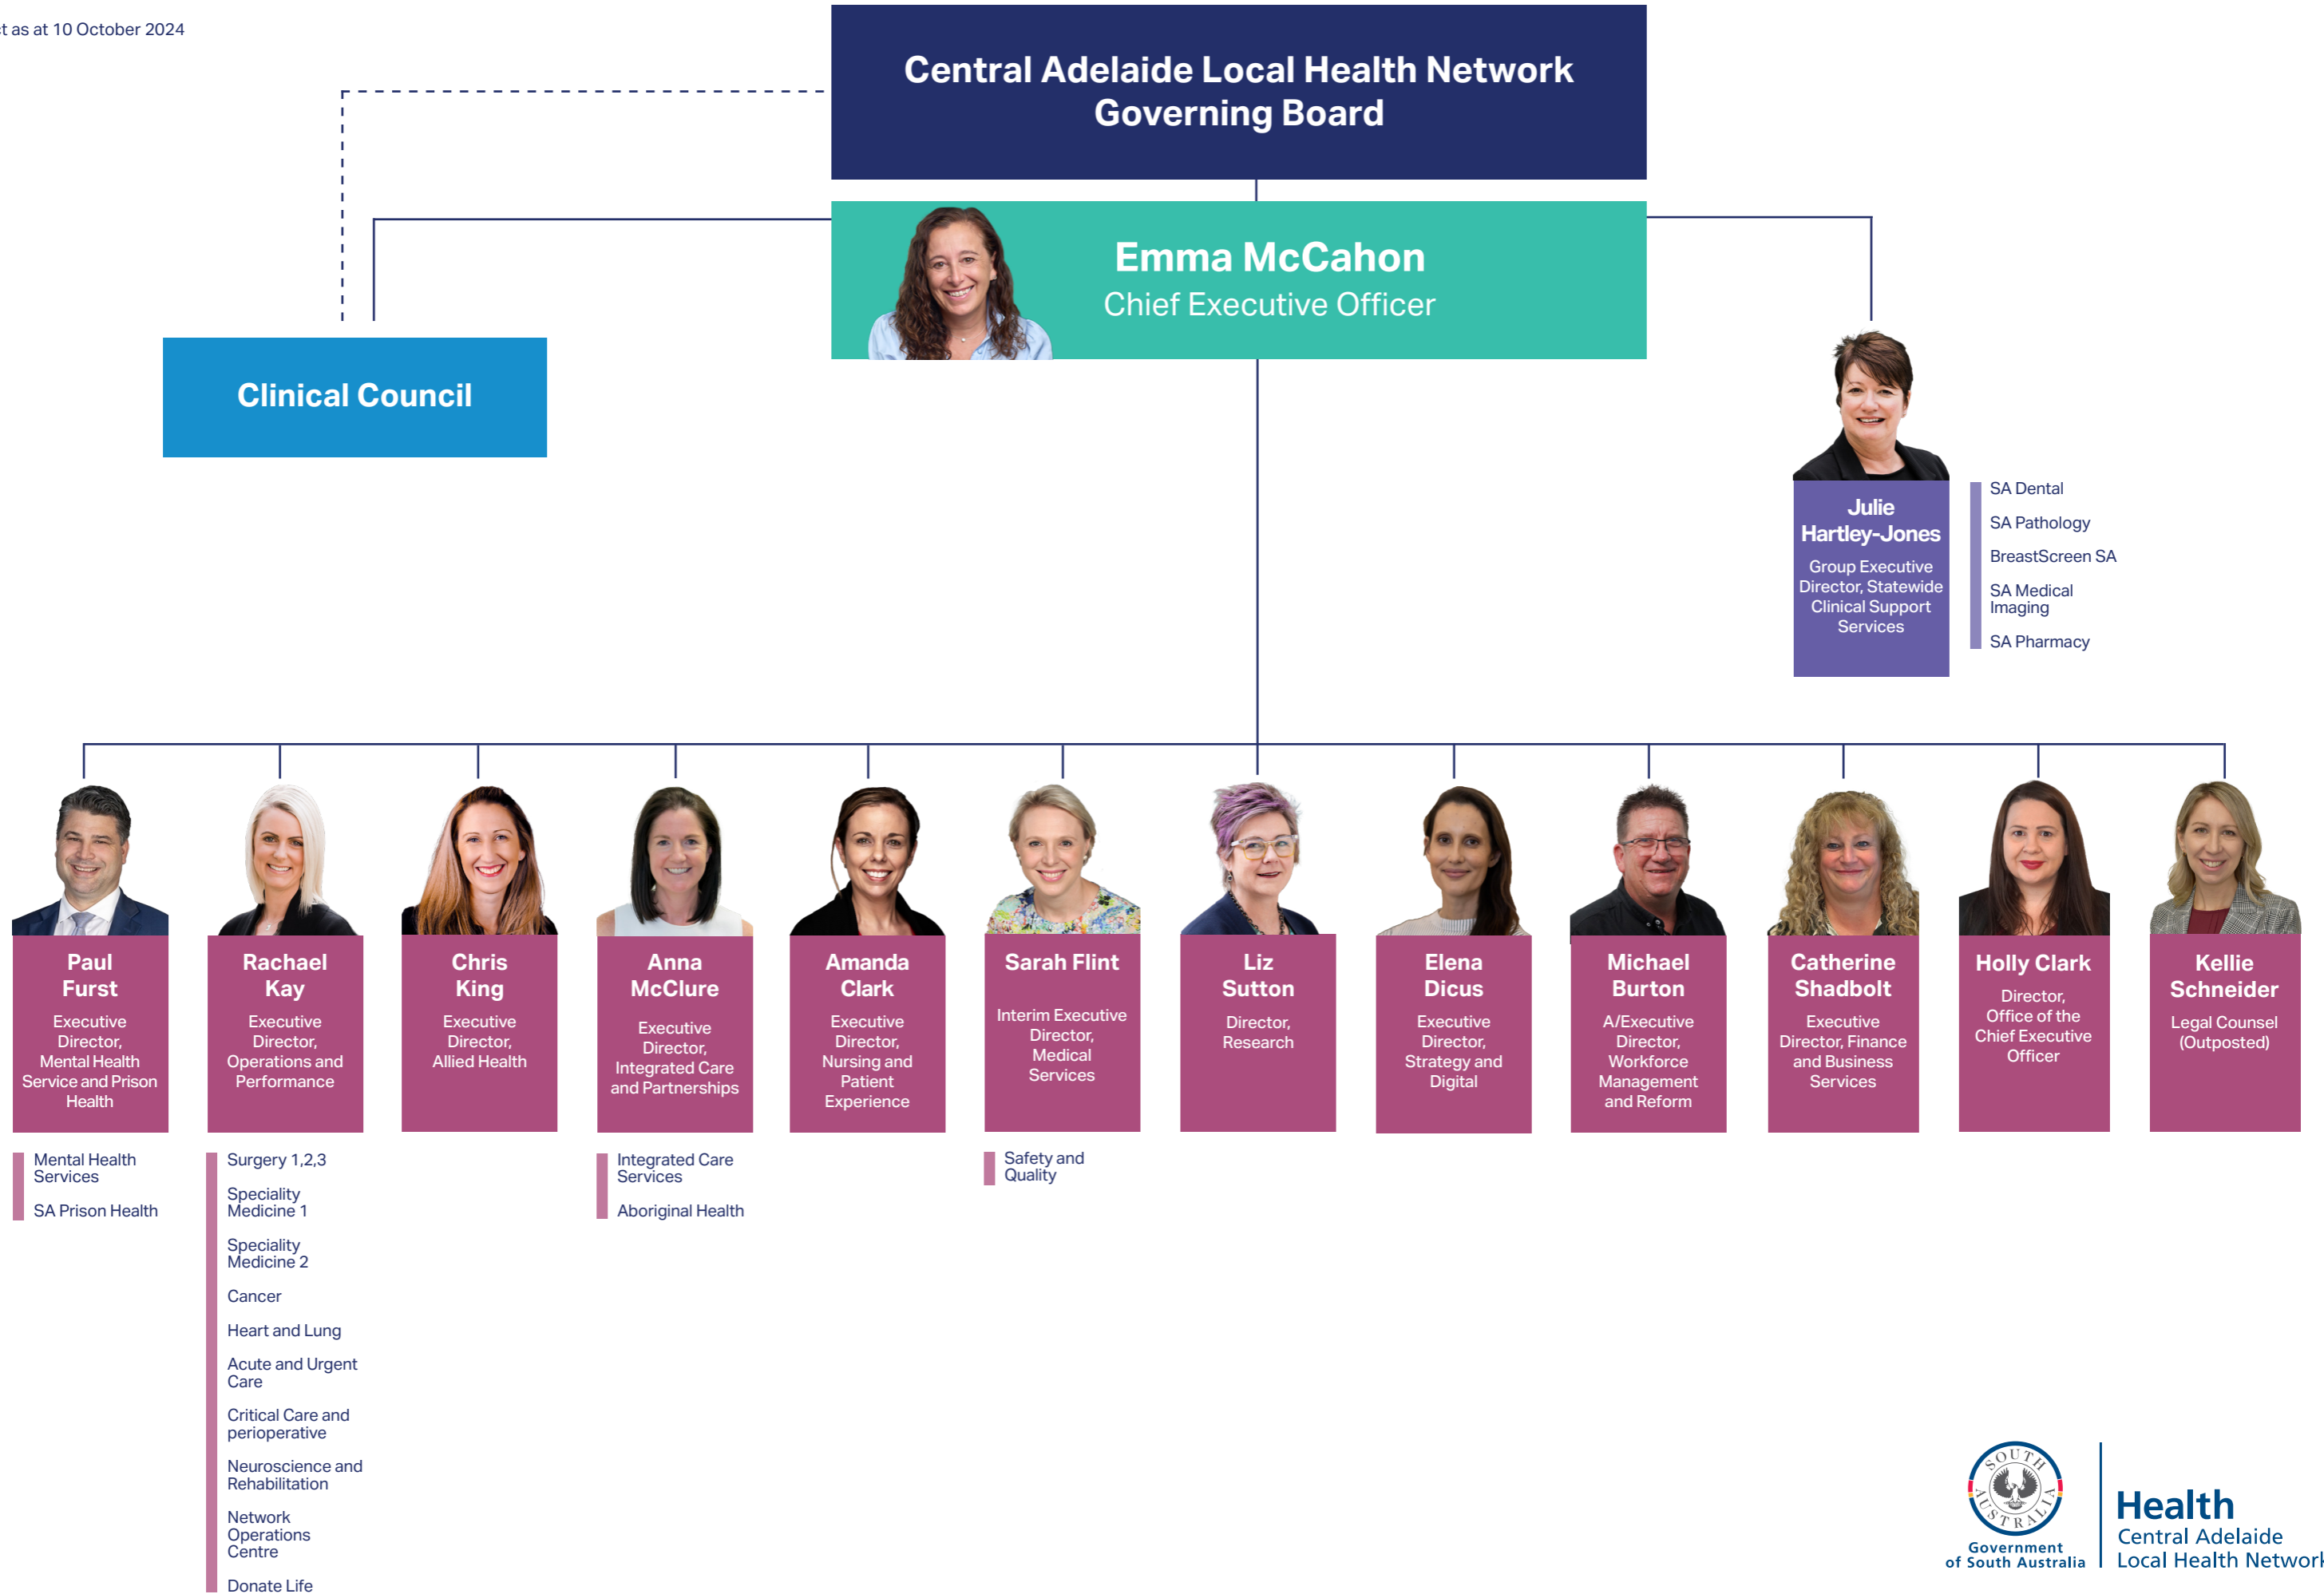 as at 10 October 2024
Central Adelaide Local Health Network
Governing Board
Emma McCahon
Chief Executive Officer
Clinical Council
Julie
Hartley-Jones
Group Executive
Director, Statewide
Clinical Support
Services
SA Dental
SA Pathology
BreastScreen SA
SA Medical
Imaging
SA Pharmacy
Paul
Furst
Executive
Director,
Mental Health
Service and Prison
Health
Mental Health
Services
SA Prison Health
Rachael
Kay
Executive
Director,
Operations and
Performance
Surgery 1,2,3
Speciality
Medicine 1
Speciality
Medicine 2
Cancer
Heart and Lung
Acute and Urgent
Care
Critical Care and
perioperative
Neuroscience and
Rehabilitation
Network
Operations
Centre
Donate Life
Chris
King
Executive
Director,
Allied Health
Anna
McClure
Executive
Director,
Integrated Care
and Partnerships
Integrated Care
Services
Aboriginal Health
Amanda
Clark
Executive
Director,
Nursing and
Patient
Experience
Sarah Flint
Interim Executive
Director,
Medical
Services
Safety and
Quality
Liz
Sutton
Director,
Research
Elena
Dicus
Executive
Director,
Strategy and
Digital
Michael
Burton
A/Executive
Director,
Workforce
Management
and Reform
Catherine
Shadbolt
Executive
Director, Finance
and Business
Services
Holly Clark
Director,
Office of the
Chief Executive
Officer
Kellie
Schneider
Legal Counsel
(Outposted)
SOUTH
AUSTRALIA
Government
of South Australia
Health
Central Adelaide
Local Health Network